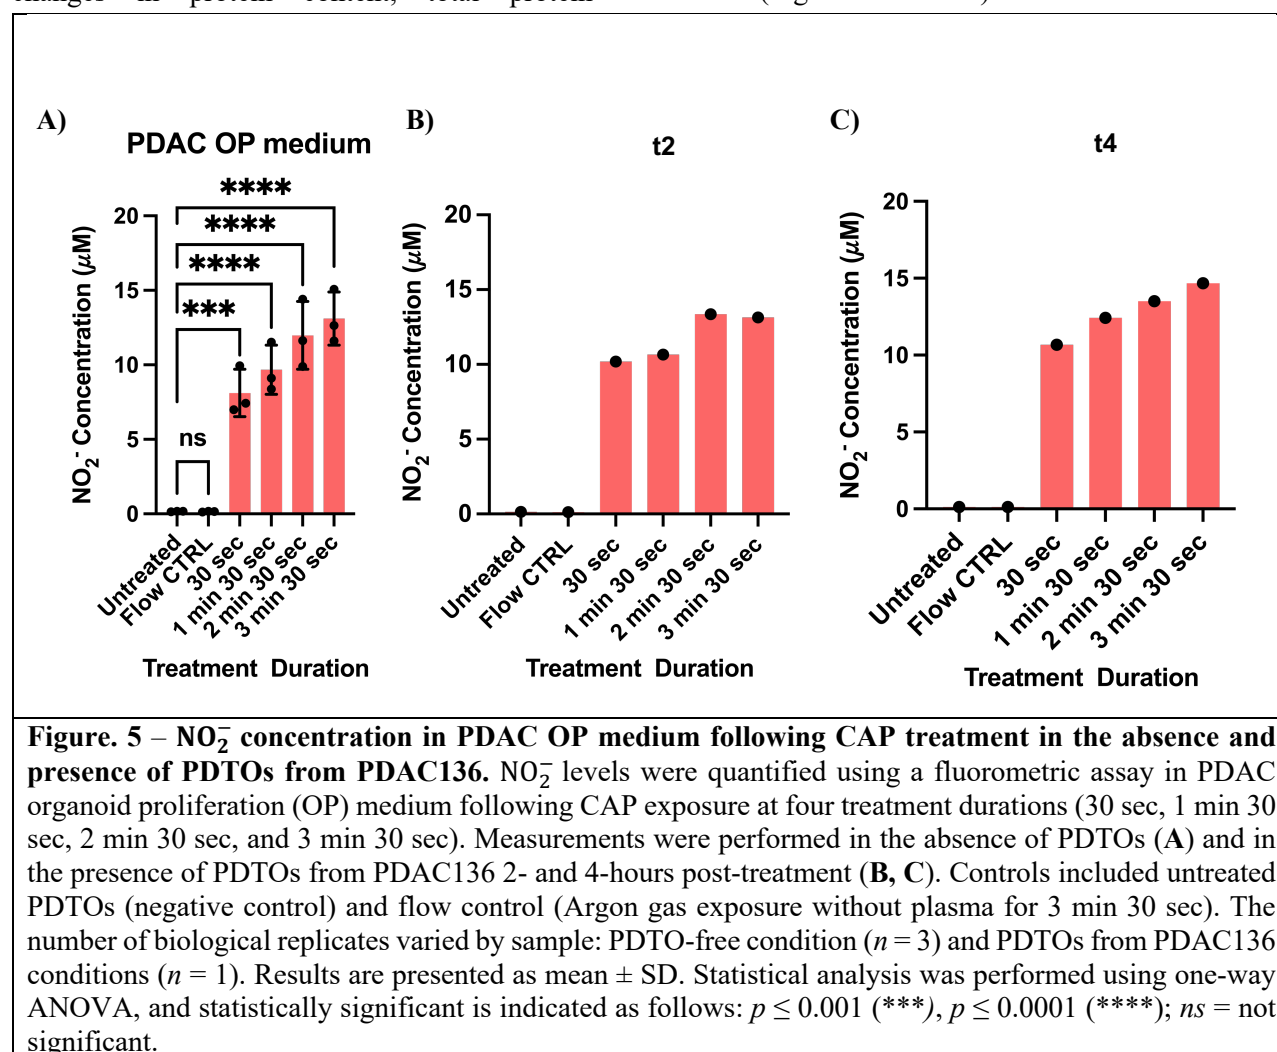 changes in protein content, total protein
A)
PDAC OP medium
NO₂⁻ Concentration (µM)
20
15
10
5
0
****
****
****
***
ns
Untreated
Flow CTRL
30 sec
1 min 30 sec
2 min 30 sec
3 min 30 sec
Treatment Duration
B)
t2
NO₂⁻ Concentration (µM)
20
15
10
5
0
Untreated
Flow CTRL
30 sec
1 min 30 sec
2 min 30 sec
3 min 30 sec
Treatment Duration
C)
t4
NO₂⁻ Concentration (µM)
20
15
10
5
0
Untreated
Flow CTRL
30 sec
1 min 30 sec
2 min 30 sec
3 min 30 sec
Treatment Duration
Figure. 5 – NO₂⁻ concentration in PDAC OP medium following CAP treatment in the absence and
presence of PDTOs from PDAC136. NO₂⁻ levels were quantified using a fluorometric assay in PDAC
organoid proliferation (OP) medium following CAP exposure at four treatment durations (30 sec, 1 min 30
sec, 2 min 30 sec, and 3 min 30 sec). Measurements were performed in the absence of PDTOs (A) and in
the presence of PDTOs from PDAC136 2- and 4-hours post-treatment (B, C). Controls included untreated
PDTOs (negative control) and flow control (Argon gas exposure without plasma for 3 min 30 sec). The
number of biological replicates varied by sample: PDTO-free condition (n = 3) and PDTOs from PDAC136
conditions (n = 1). Results are presented as mean ± SD. Statistical analysis was performed using one-way
ANOVA, and statistically significant is indicated as follows: p ≤ 0.001 (***), p ≤ 0.0001 (****); ns = not
significant.